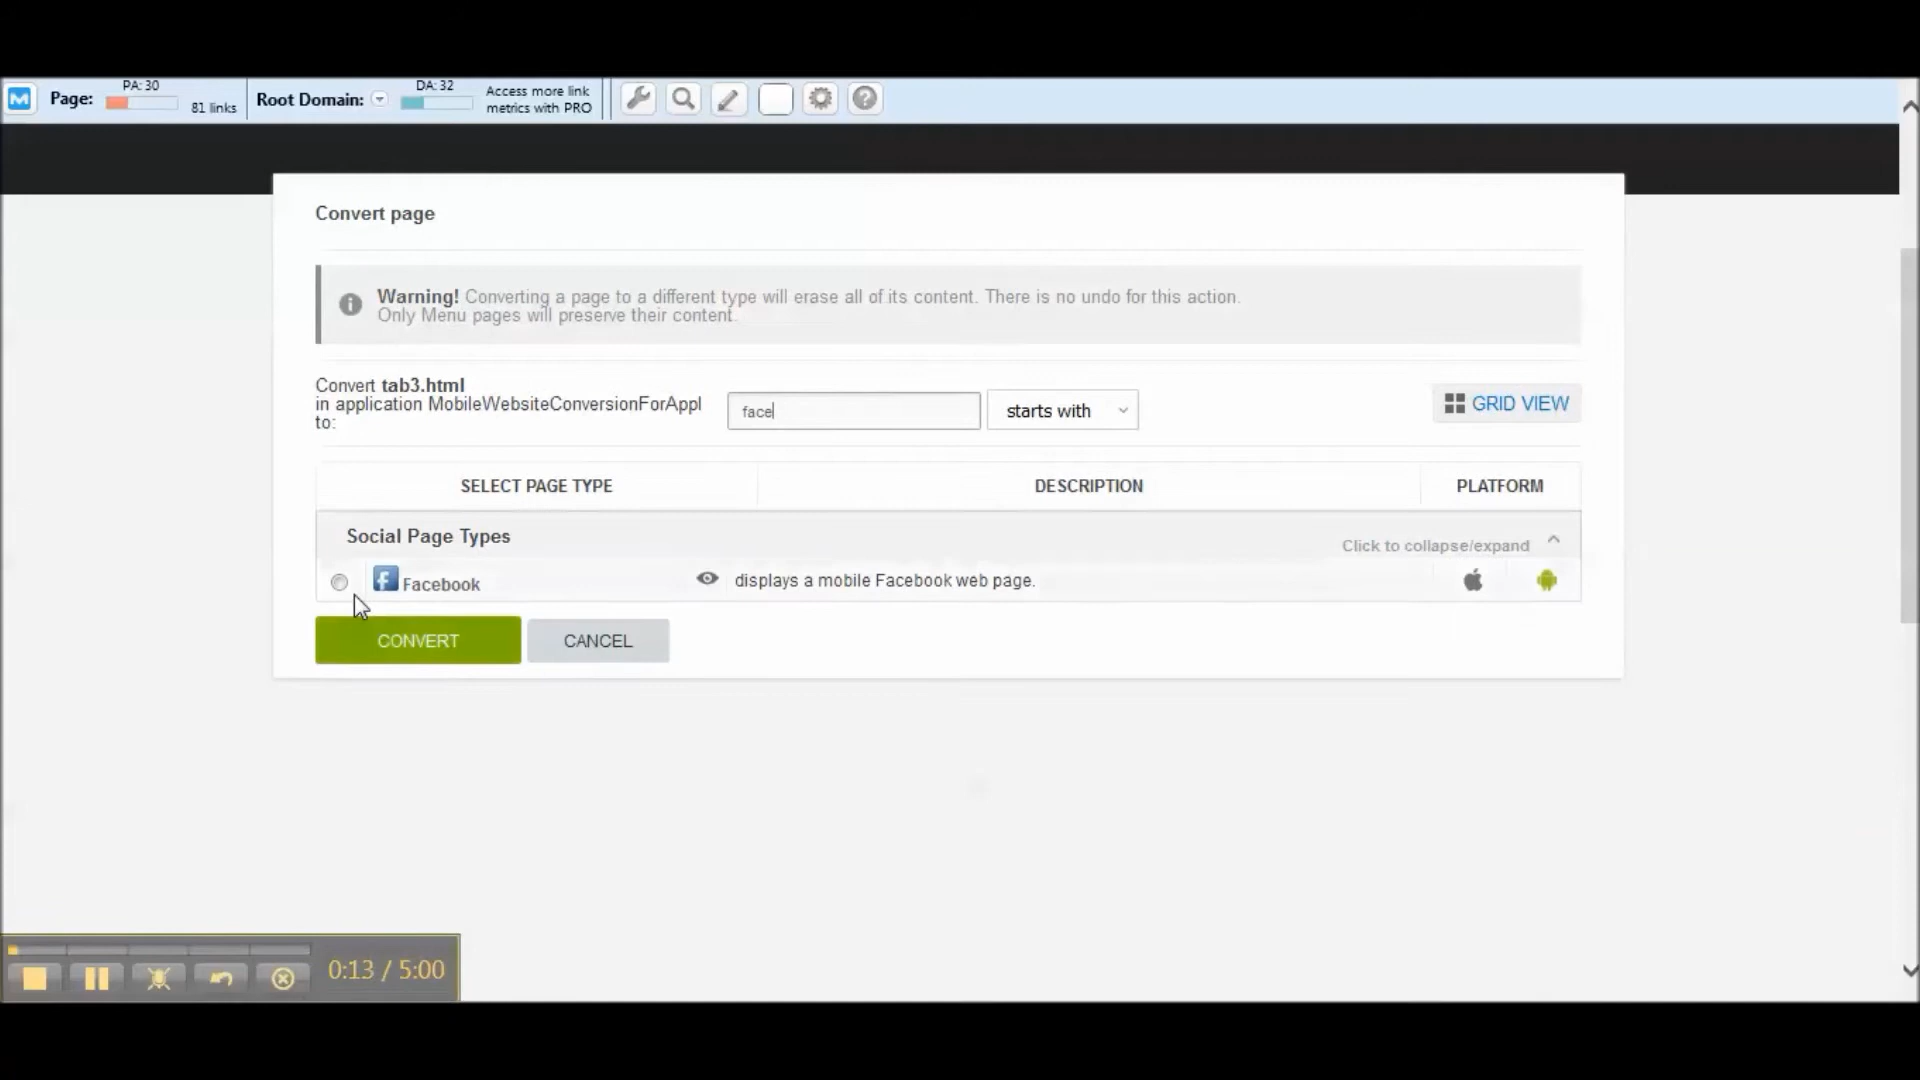 PA: 30
Page:
81 links
Root Domain:
DA: 32
Access more link
metrics with PRO
Convert page
Warning! Converting a page to a different type will erase all of its content. There is no undo for this action.
Only Menu pages will preserve their content.
Convert tab3.html
in application MobileWebsiteConversionForAppl
to:
face
starts with
GRID VIEW
SELECT PAGE TYPE
DESCRIPTION
PLATFORM
Social Page Types
Click to collapse/expand
Facebook
displays a mobile Facebook web page.
CONVERT
CANCEL
0:13 / 5:00